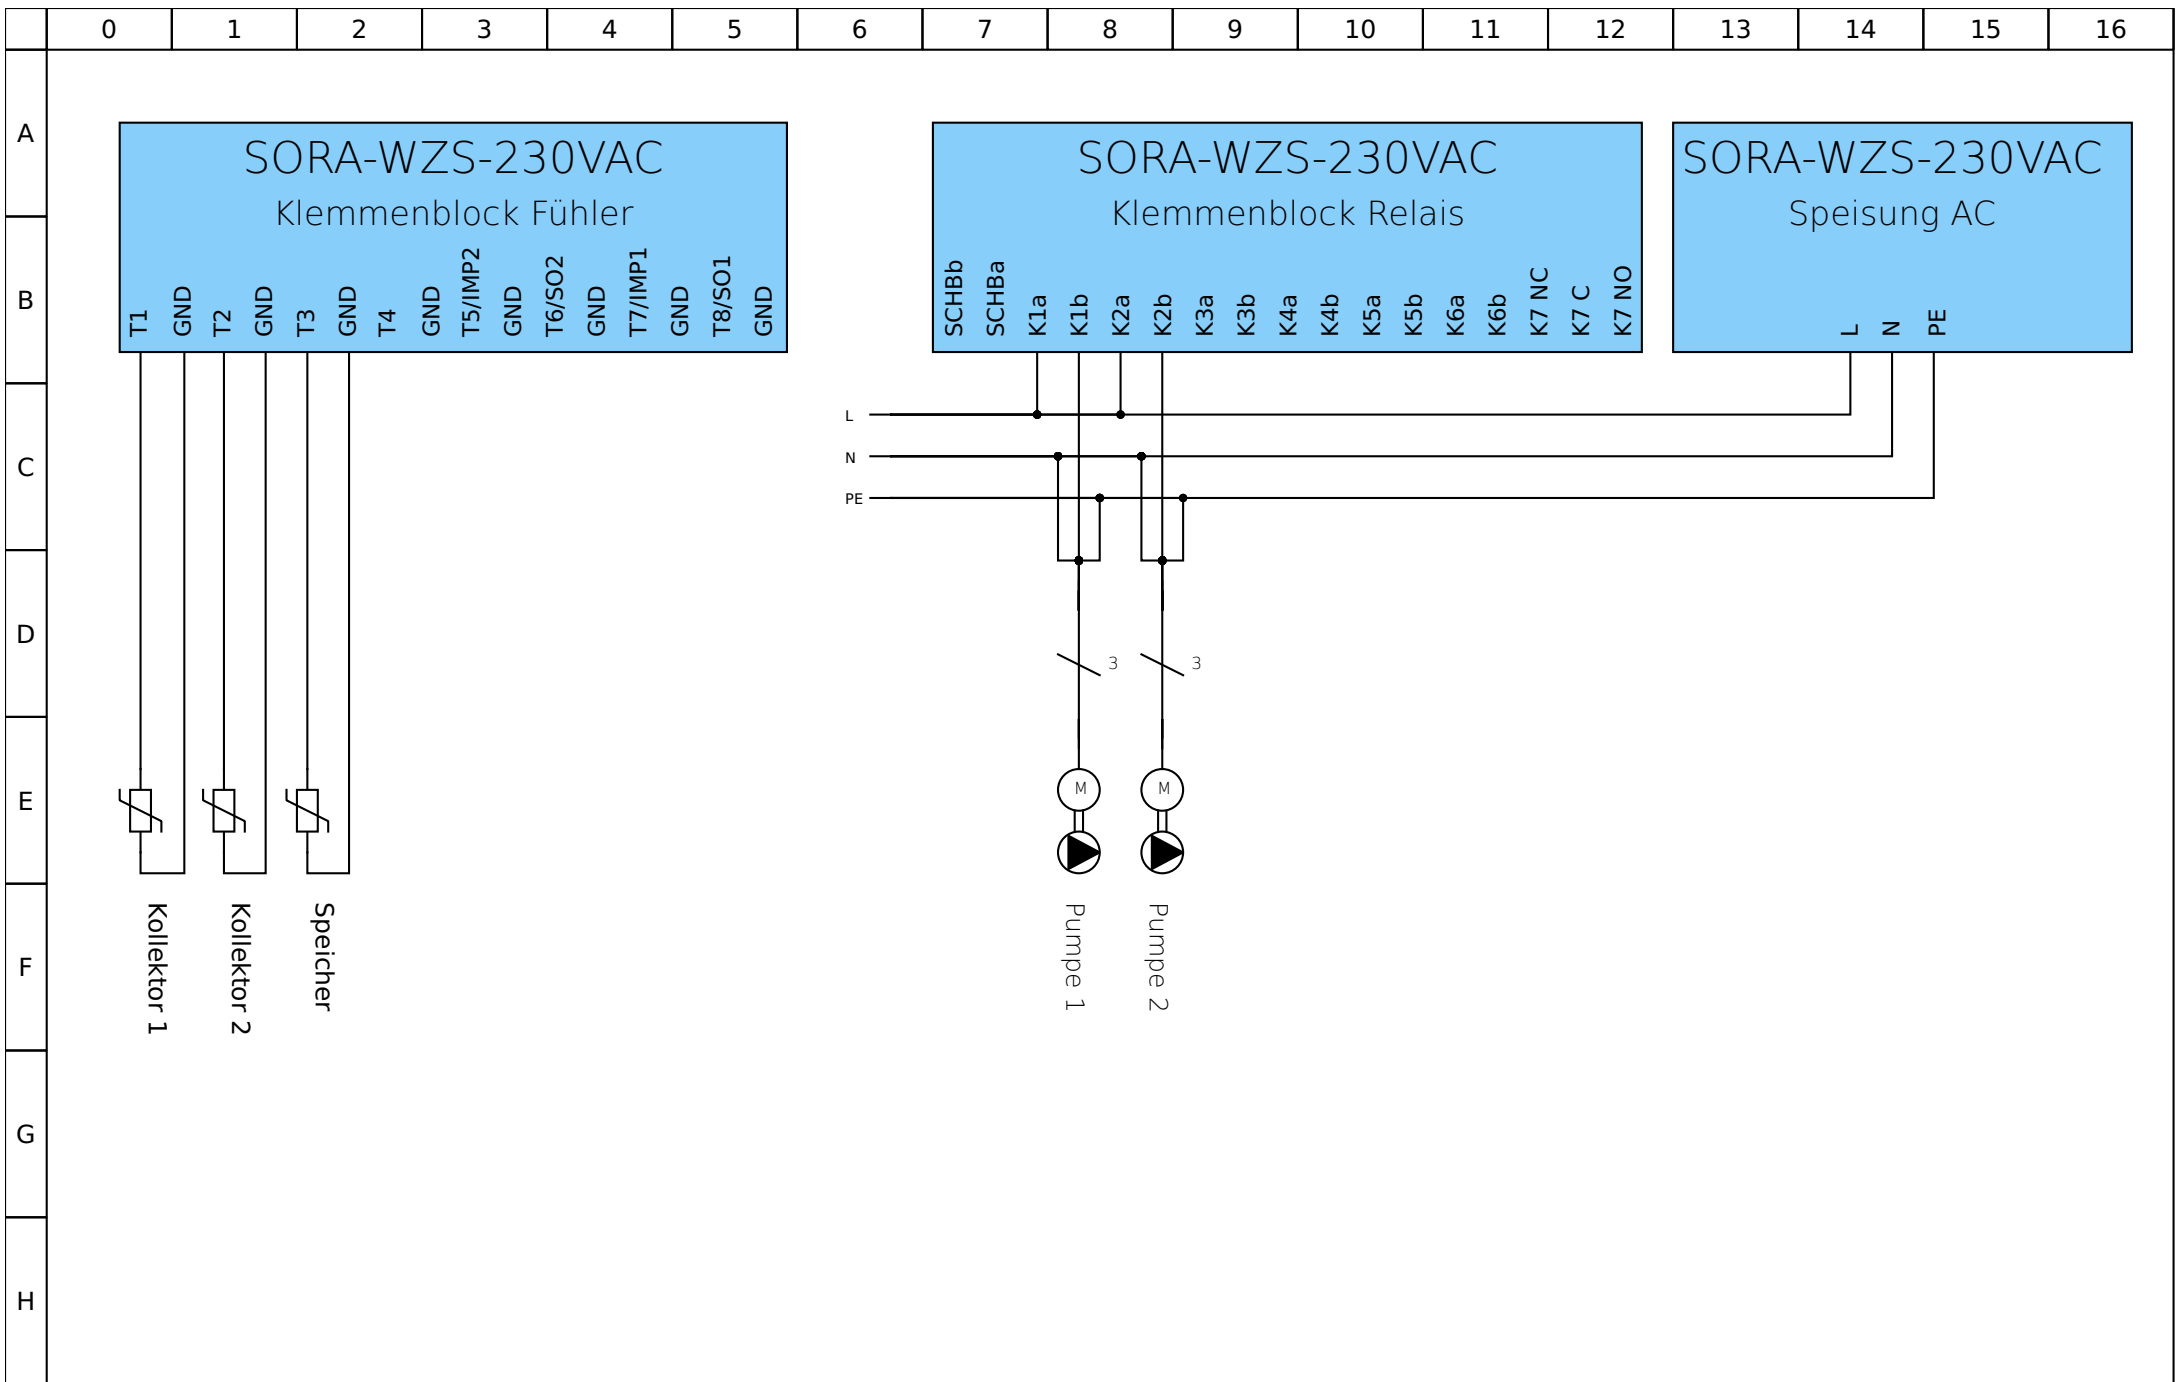 0 1 2 3 4 5 6 7 8 9 10 11 12 13 14 15 16
A
B
C
D
E
F
G
H
SORA-WZS-230VAC
Klemmenblock Fühler
T1 GND T2 GND T3 GND T4 GND T5/IMP2 GND T6/SO2 GND T7/IMP1 GND T8/SO1 GND
SORA-WZS-230VAC
Klemmenblock Relais
SCHBb SCHBa K1a K1b K2a K2b K3a K3b K4a K4b K5a K5b K6a K6b K7 NC K7 C K7 NO
SORA-WZS-230VAC
Speisung AC
L N PE
L
N
PE
3 3
M M
Kollektor 1
Kollektor 2
Speicher
Pumpe 1
Pumpe 2